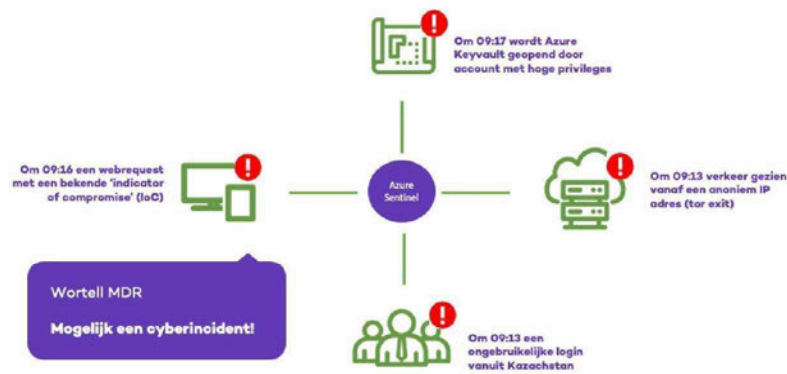 Om 09:17 wordt Azure
Keyvault geopend door
account met hoge privileges
Om 09:16 een webrequest
met een bekende 'indicator
of compromise' (IoC)
Azure
Sentinel
Om 09:13 verkeer gezien
vanaf een anoniem IP
adres (tor exit)
Wortell MDR
Mogelijk een cyberincident!
Om 09:13 een
ongebruikelijke login
vanuit Kazachstan